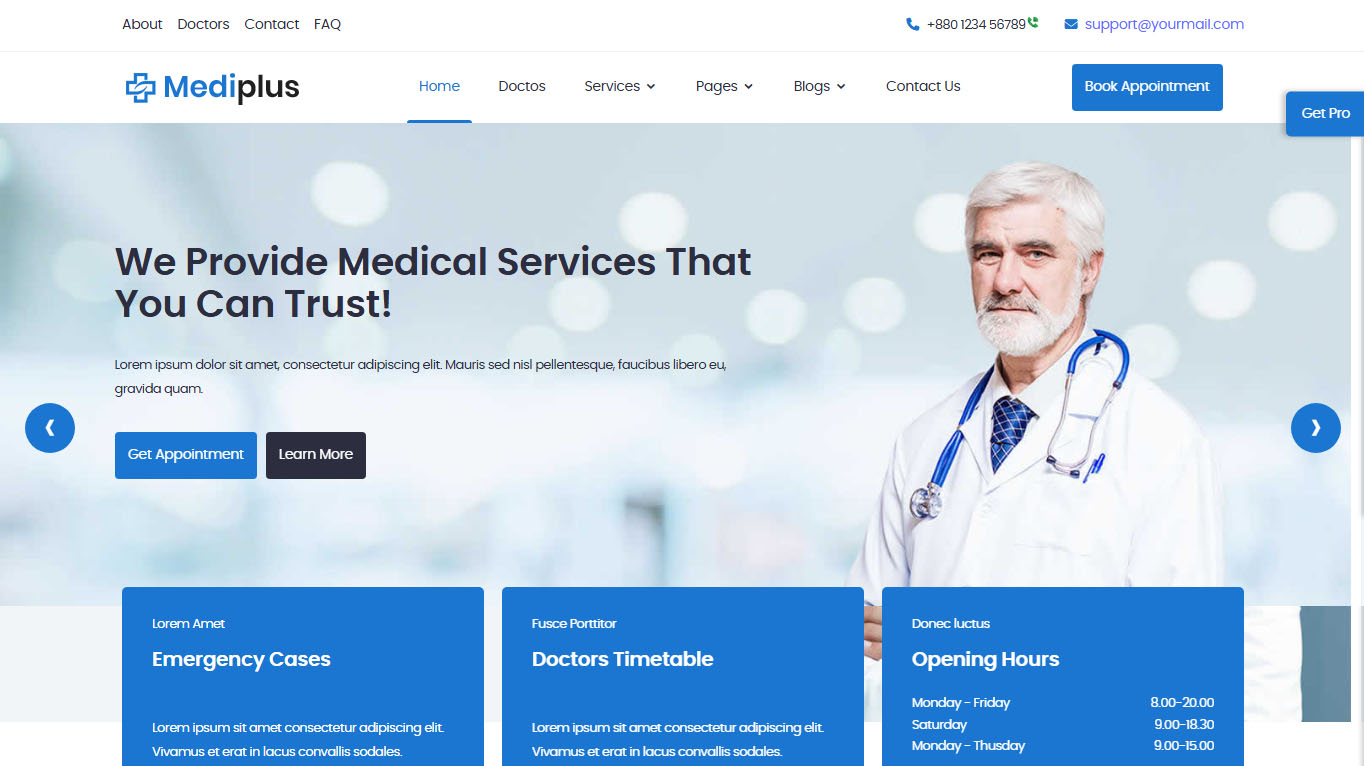 About Doctors Contact FAQ
+880 1234 56789
support@yourmail.com
Mediplus
Home Doctos Services Pages Blogs Contact Us
Book Appointment
Get Pro
We Provide Medical Services That
You Can Trust!
Lorem ipsum dolor sit amet, consectetur adipiscing elit. Mauris sed nisl pellentesque, faucibus libero eu,
gravida quam.
Get Appointment
Learn More
Lorem Amet
Emergency Cases
Lorem ipsum sit amet consectetur adipiscing elit.
Vivamus et erat in lacus convallis sodales.
Fusce Porttitor
Doctors Timetable
Lorem ipsum sit amet consectetur adipiscing elit.
Vivamus et erat in lacus convallis sodales.
Donec luctus
Opening Hours
Monday - Friday 8.00-20.00
Saturday 9.00-18.30
Monday - Thusday 9.00-15.00